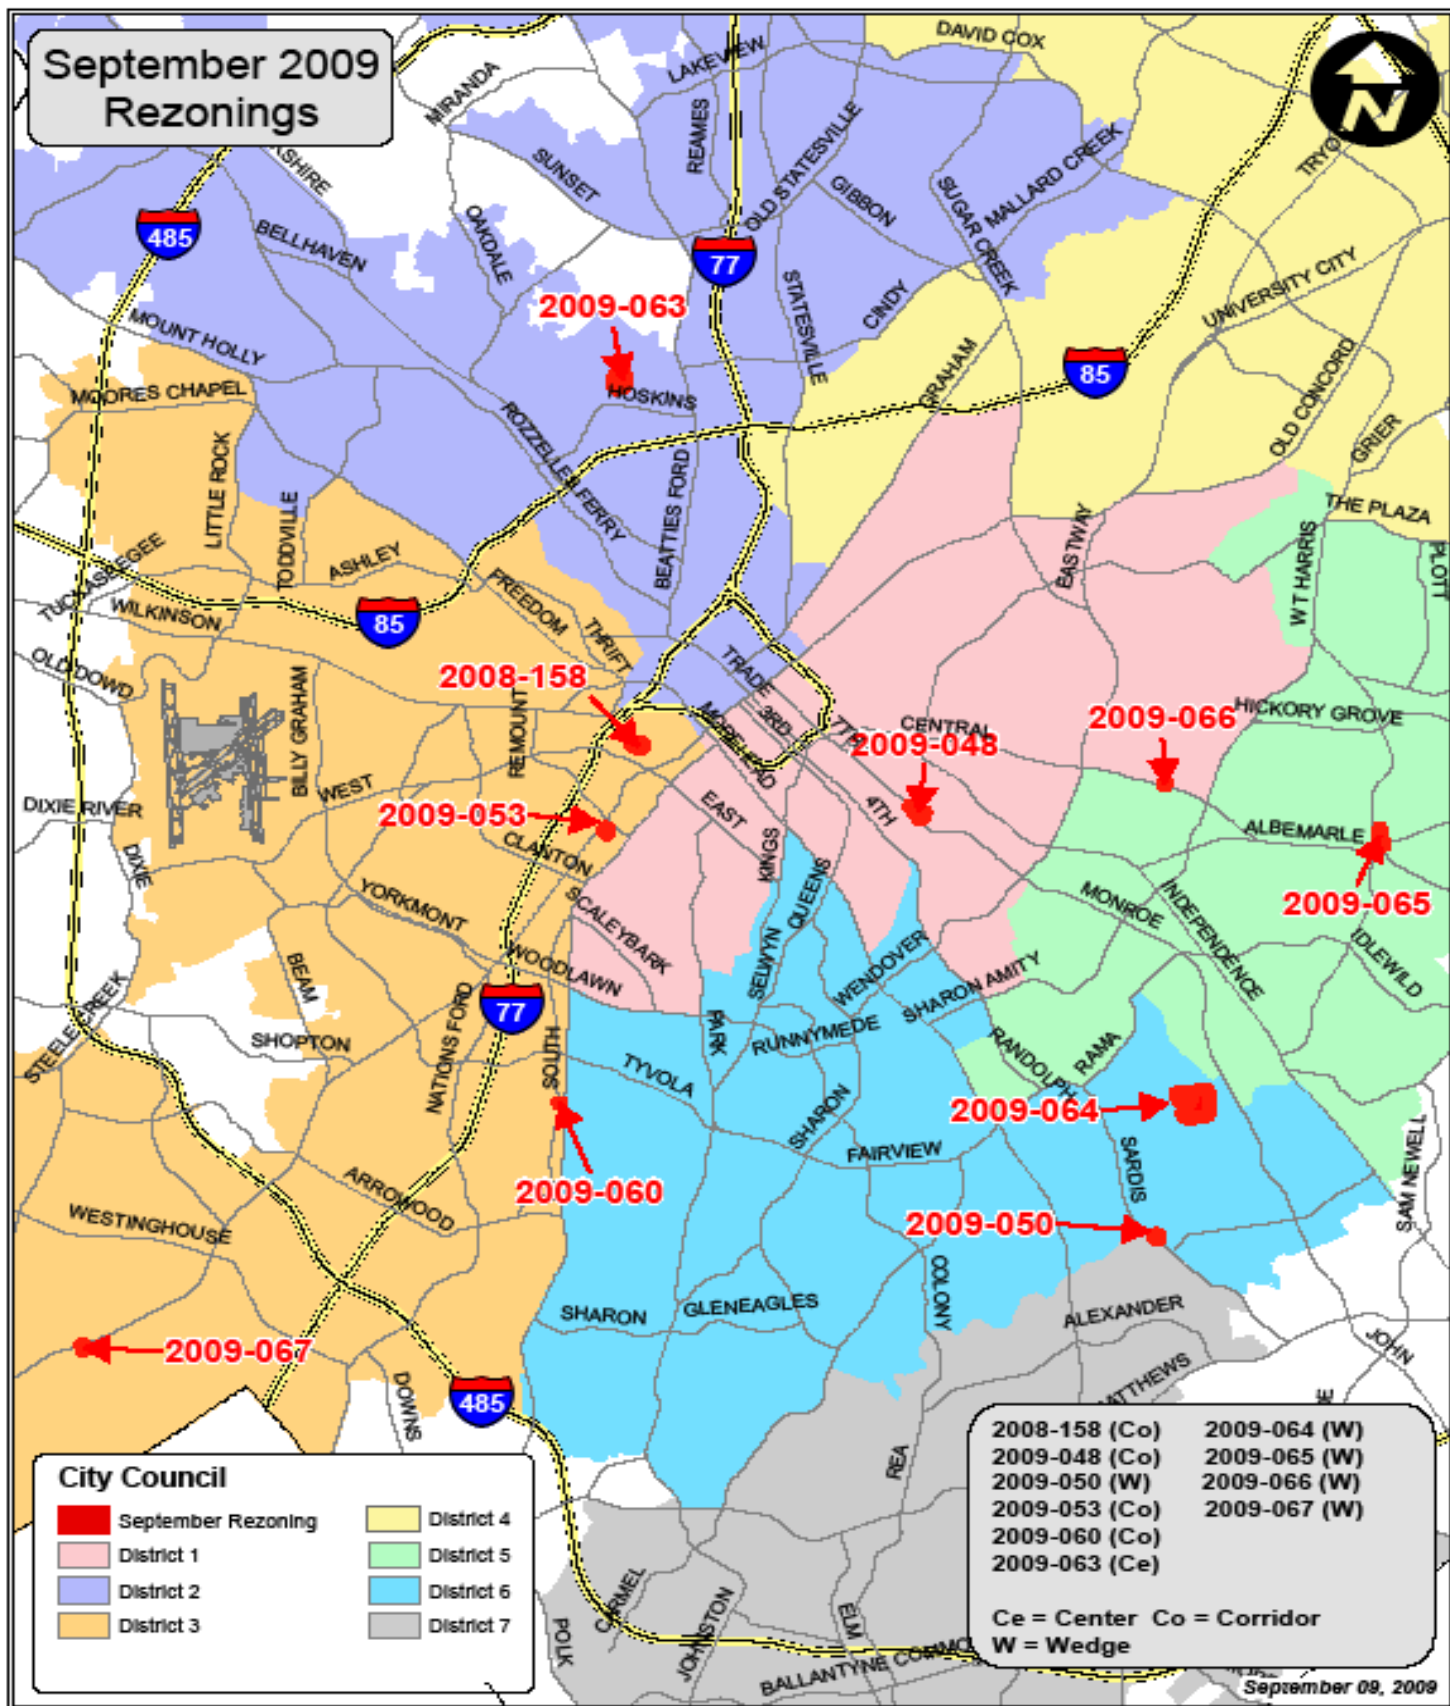 September 2009
Rezonings
DAVID COX
LAKEVIEW
MIRANDA
REAMES
SUNSET
OLD STATESVILLE
GIBBON
SUGAR CREEK
MALLARD CREEK
N
485
BELLHAVEN
OAKDALE
77
STATESVILLE
CINDY
UNIVERSITY CITY
2009-063
MOUNT HOLLY
MOORES CHAPEL
HOSKINS
GRAHAM
85
OLD CONCORD
GRIER
ROZZELLES FERRY
LITTLE ROCK
TODDVILLE
BEATTIES FORD
EASTWAY
WT HARRIS
THE PLAZA
PLOTT
TUCKASEEGEE
ASHLEY
WILKINSON
85
FREEDOM
THRIFT
OLD DOWD
2008-158
TRADE
3RD
7TH
MOREHEAD
CENTRAL
2009-066
HICKORY GROVE
BILLY GRAHAM
REMOUNT
2009-048
WEST
DIXIE RIVER
2009-053
EAST
4TH
ALBEMARLE
CLANTON
KINGS
DIXIE
QUEENS
MONROE
INDEPENDENCE
2009-065
YORKMONT
SCALEYBARK
SELWYN
WENDOVER
IDLEWILD
BEAM
WOODLAWN
SHARON AMITY
STEELE CREEK
NATIONS FORD
77
SHOPTON
SOUTH
PARK
RUNNYMEDE
RANDOLPH
RAMA
TYVOLA
SHARON
2009-064
FAIRVIEW
SARDIS
SAM NEWELL
ARROWOOD
2009-060
WESTINGHOUSE
2009-050
COLONY
SHARON
GLENEAGLES
ALEXANDER
2009-067
JOHN
DOWNS
485
REA
City Council
September Rezoning
District 1
District 2
District 3
District 4
District 5
District 6
District 7
2008-158 (Co)
2009-048 (Co)
2009-050 (W)
2009-053 (Co)
2009-060 (Co)
2009-063 (Ce)
2009-064 (W)
2009-065 (W)
2009-066 (W)
2009-067 (W)
Ce = Center Co = Corridor
W = Wedge
CARMEL
POLK
JOHNSTON
ELM
BALLANTYNE
September 09, 2009